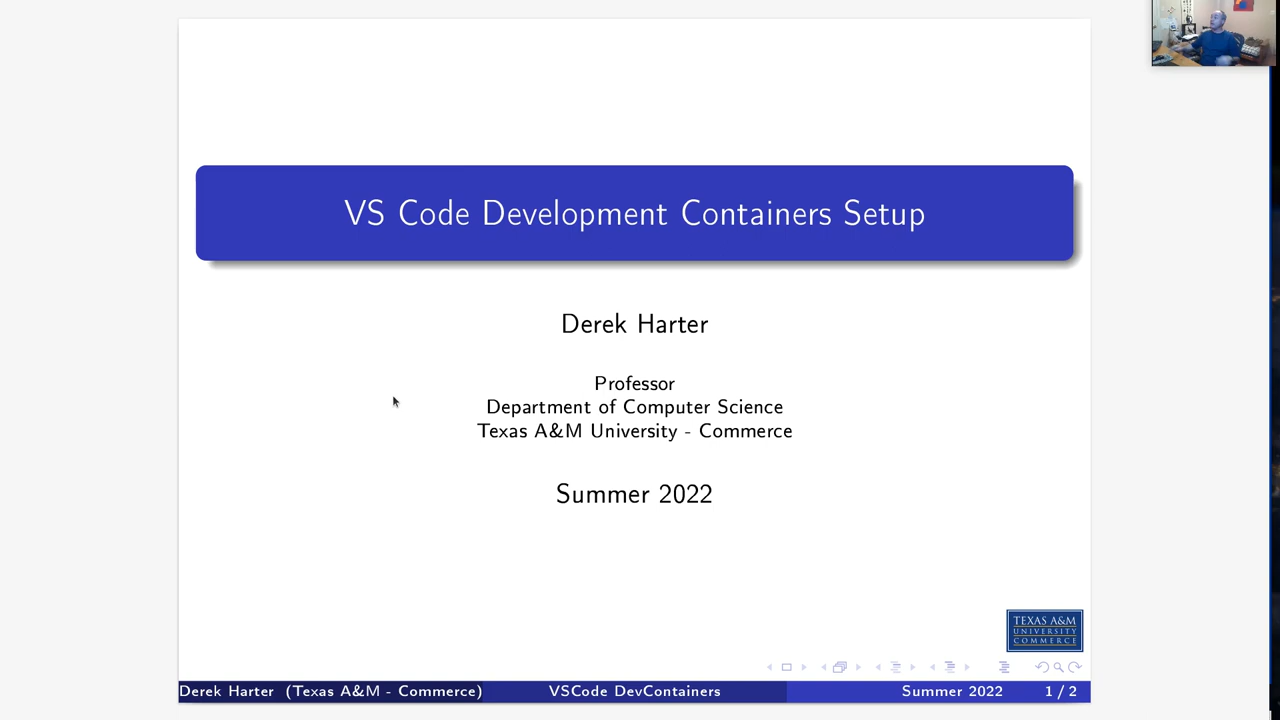 VS Code Development Containers Setup
Derek Harter
Professor
Department of Computer Science
Texas A&M University - Commerce
Summer 2022
TEXAS A&M
UNIVERSITY
COMMERCE
Derek Harter (Texas A&M - Commerce) VSCode DevContainers Summer 2022 1 / 2